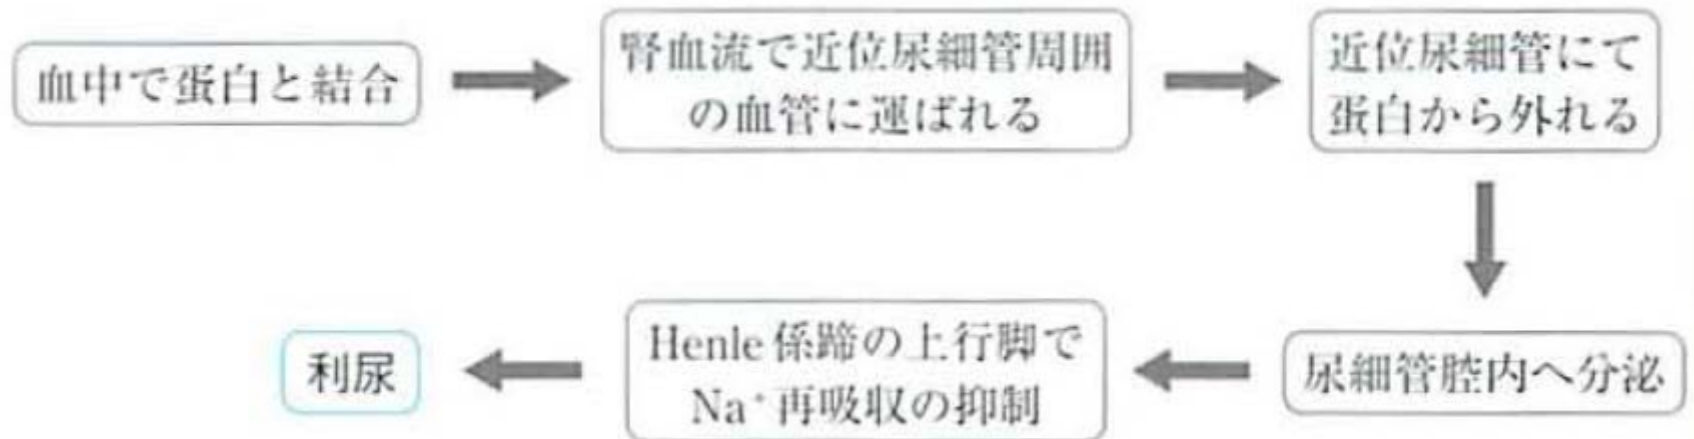 血中で蛋白と結合
腎血流で近位尿細管周囲
の血管に運ばれる
近位尿細管にて
蛋白から外れる
尿細管腔内へ分泌
Henle係蹄の上行脚で
Na⁺再吸収の抑制
利尿